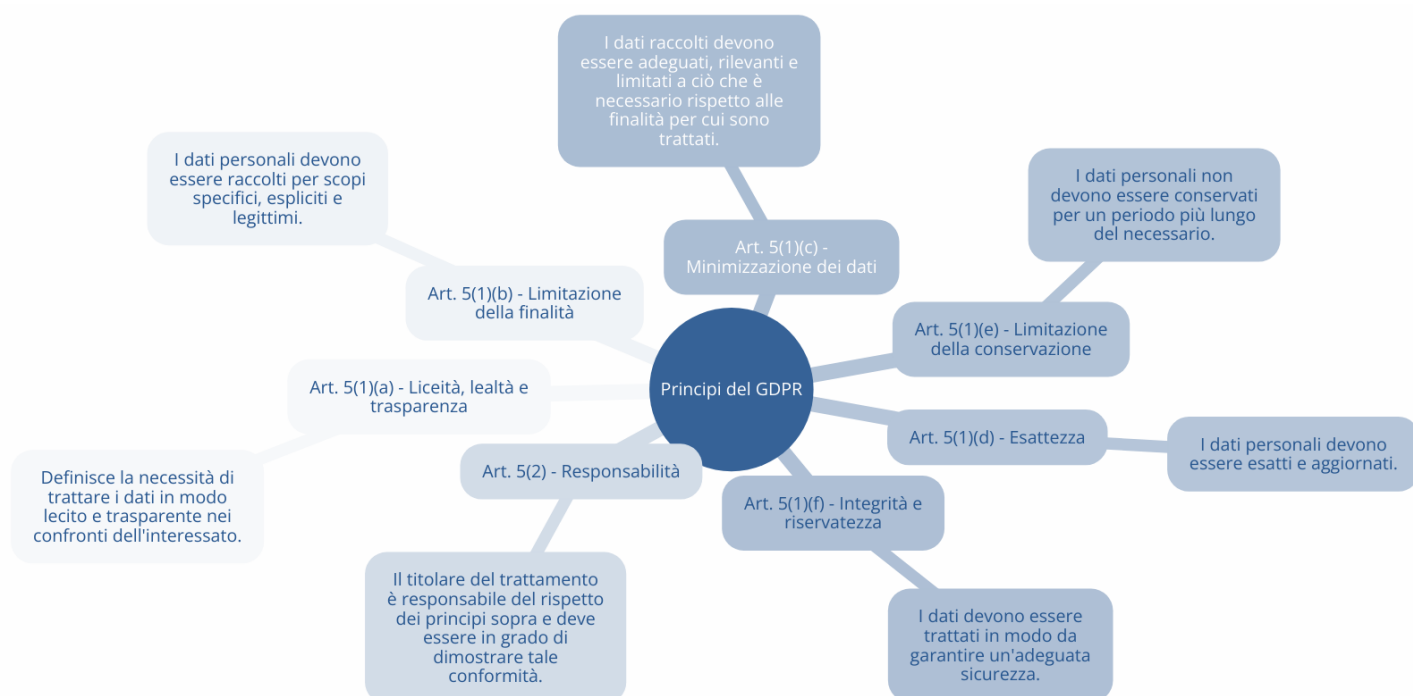 I dati raccolti devono
essere adeguati, rilevanti e
limitati a ciò che è
necessario rispetto alle
finalità per cui sono
trattati.
I dati personali devono
essere raccolti per scopi
specifici, espliciti e
legittimi.
I dati personali non
devono essere conservati
per un periodo più lungo
del necessario.
Art. 5(1)(c) -
Minimizzazione dei dati
Art. 5(1)(b) - Limitazione
della finalità
Art. 5(1)(e) - Limitazione
della conservazione
Art. 5(1)(a) - Liceità, lealtà e
trasparenza
Principi del GDPR
Art. 5(1)(d) - Esattezza
I dati personali devono
essere esatti e aggiornati.
Definisce la necessità di
trattare i dati in modo
lecito e trasparente nei
confronti dell'interessato.
Art. 5(2) - Responsabilità
Art. 5(1)(f) - Integrità e
riservatezza
Il titolare del trattamento
è responsabile del rispetto
dei principi sopra e deve
essere in grado di
dimostrare tale
conformità.
I dati devono essere
trattati in modo da
garantire un'adeguata
sicurezza.